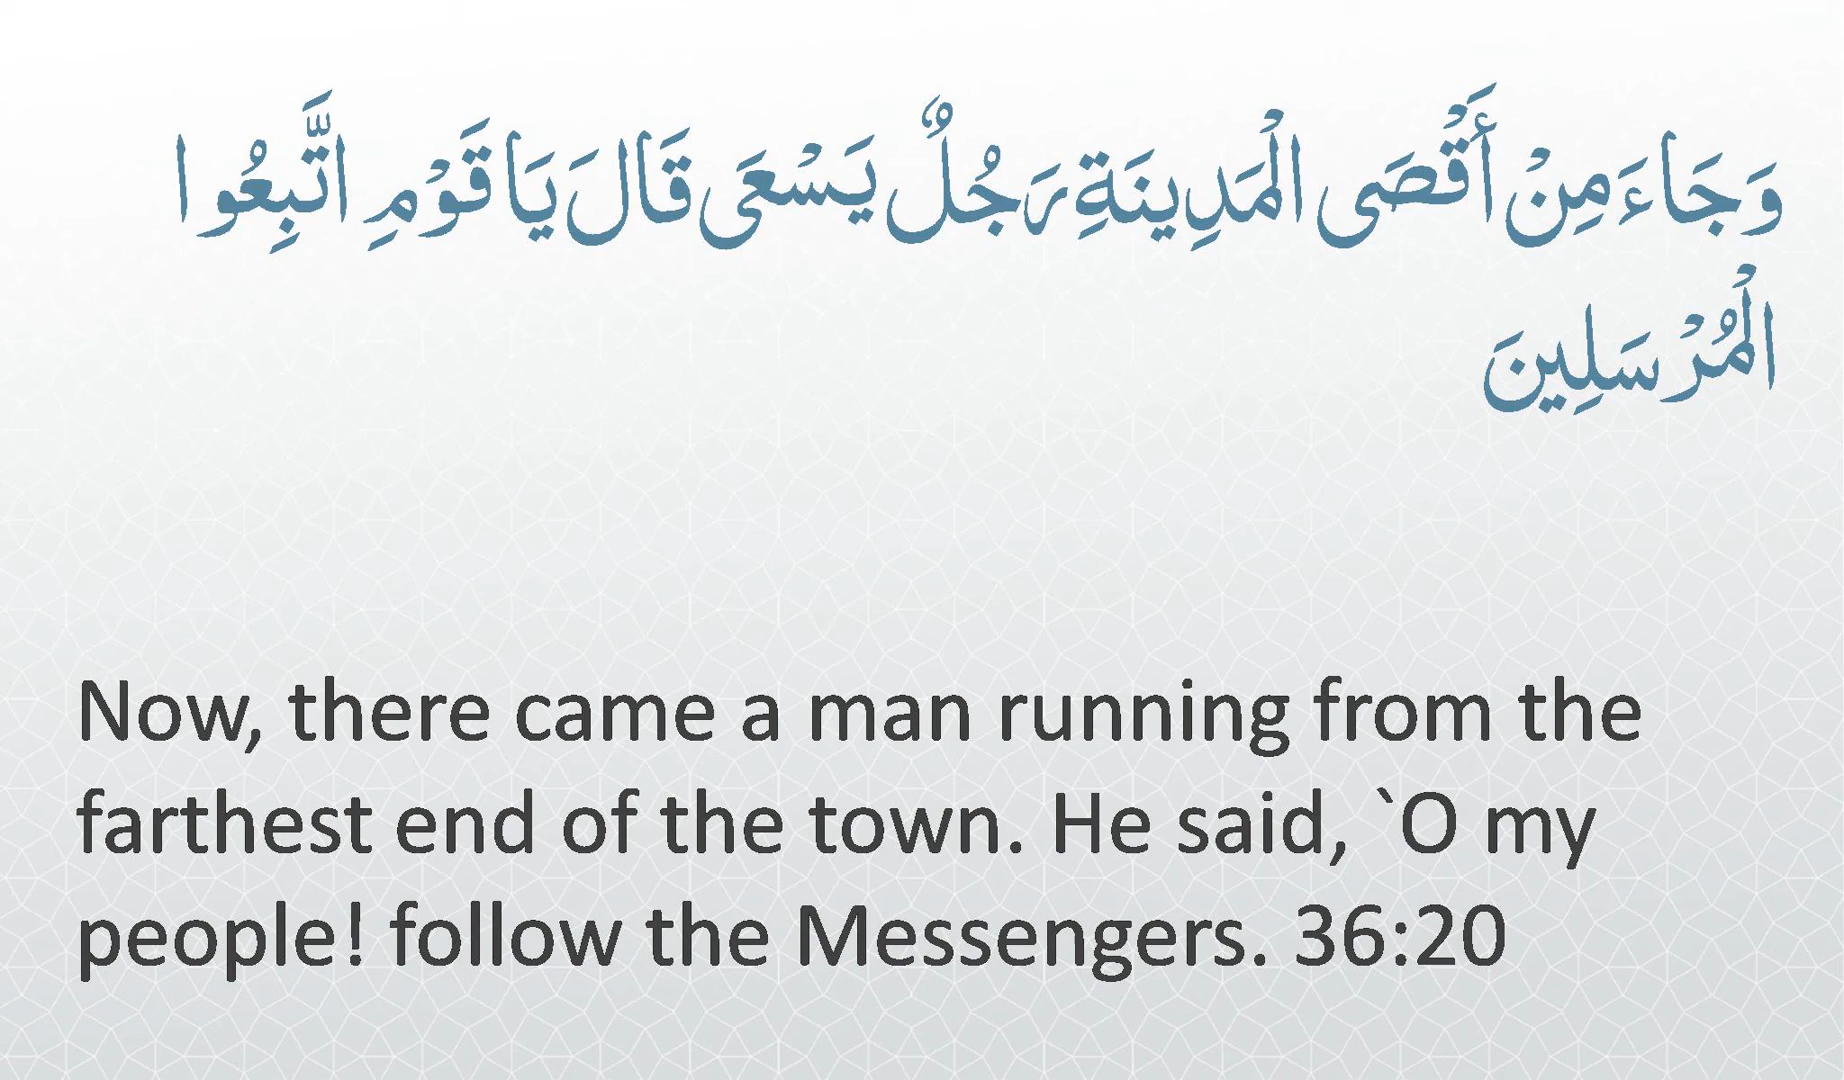 وَجَاءَ مِنْ أَقْصَى الْمَدِينَةِ رَجُلٌ يَسْعَى قَالَ يَا قَوْمِ اتَّبِعُوا
الْمُرْسَلِينَ
Now, there came a man running from the
farthest end of the town. He said, `O my
people! follow the Messengers. 36:20